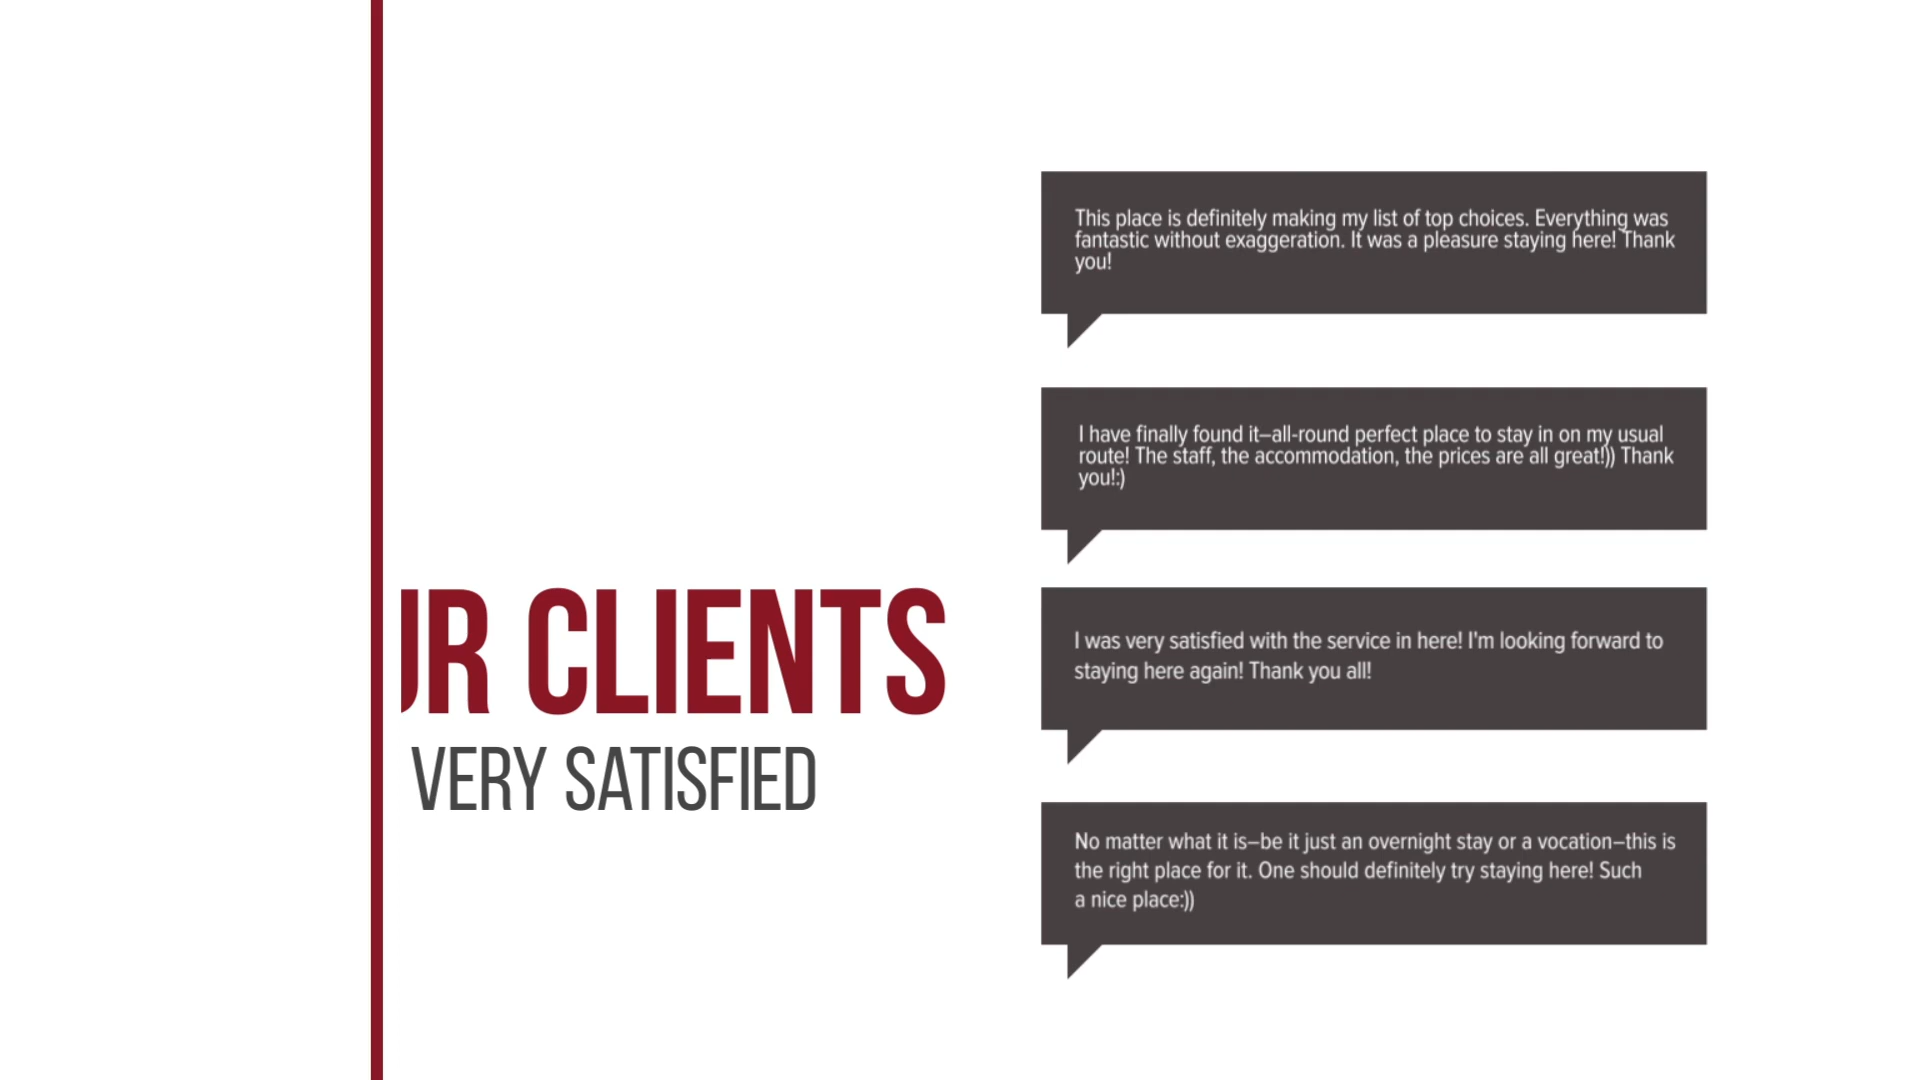 UR CLIENTS
VERY SATISFIED
This place is definitely making my list of top choices. Everything was
fantastic without exaggeration. It was a pleasure staying here! Thank
you!
I have finally found it–all-round perfect place to stay in on my usual
route! The staff, the accommodation, the prices are all great!)) Thank
you!:)
I was very satisfied with the service in here! I'm looking forward to
staying here again! Thank you all!
No matter what it is–be it just an overnight stay or a vocation–this is
the right place for it. One should definitely try staying here! Such
a nice place:))